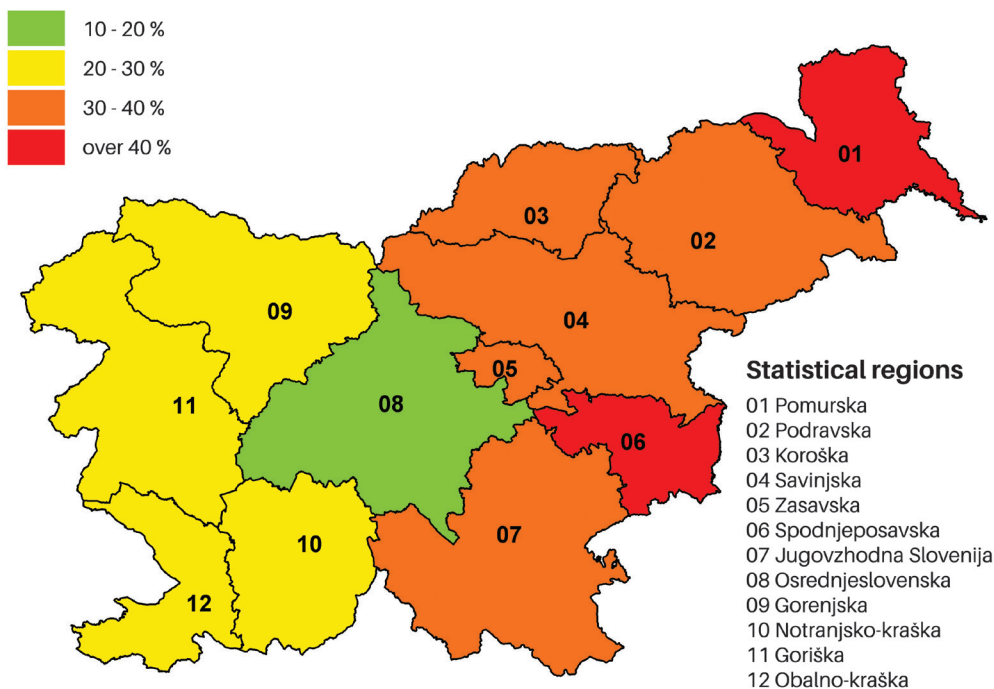 10 - 20 %
20 - 30 %
30 - 40 %
over 40 %
01
03
02
09
04
05
11
08
06
10
07
12
Statistical regions
01 Pomurska
02 Podravska
03 Koroška
04 Savinjska
05 Zasavska
06 Spodnjeposavska
07 Jugovzhodna Slovenija
08 Osrednjeslovenska
09 Gorenjska
10 Notranjsko-kraška
11 Goriška
12 Obalno-kraška